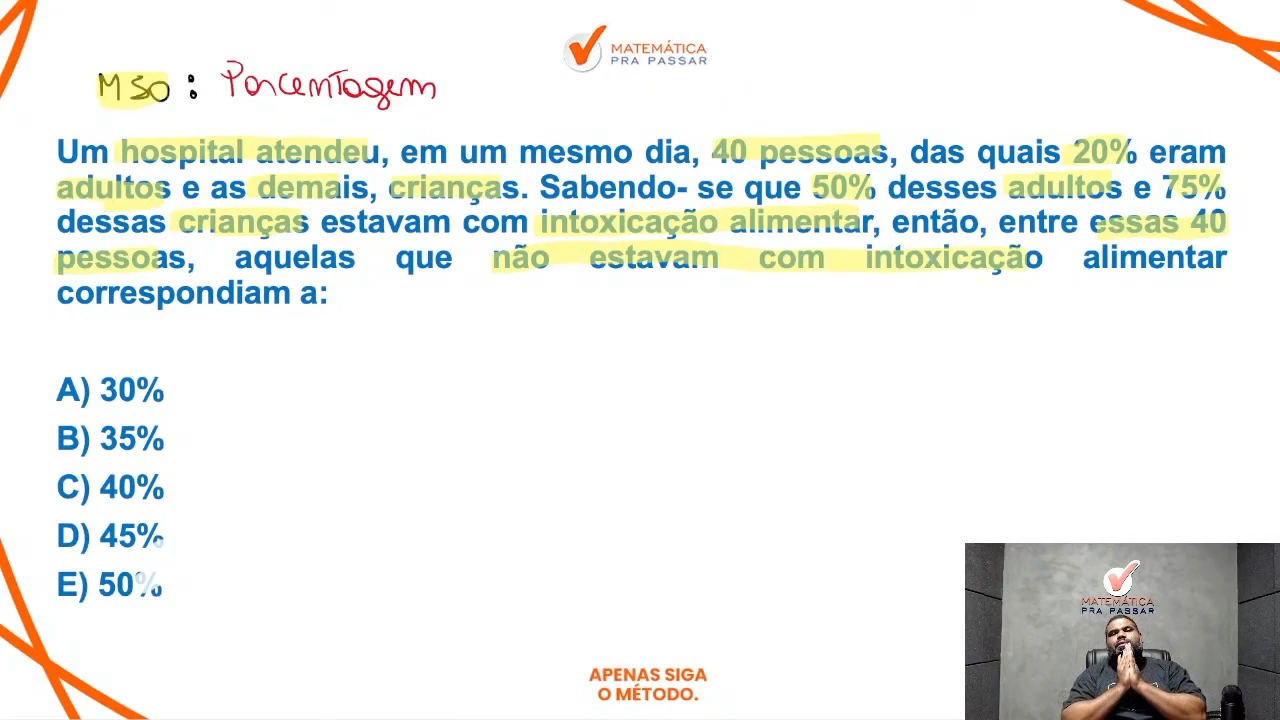 MATEMÁTICA
PRA PASSAR
MSO: Porcentagem
Um hospital atendeu, em um mesmo dia, 40 pessoas, das quais 20% eram
adultos e as demais, crianças. Sabendo- se que 50% desses adultos e 75%
dessas crianças estavam com intoxicação alimentar, então, entre essas 40
pessoas, aquelas que não estavam com intoxicação alimentar
correspondiam a:
A) 30%
B) 35%
C) 40%
D) 45%
E) 50%
MATEMÁTICA
PRA PASSAR
APENAS SIGA
O MÉTODO.